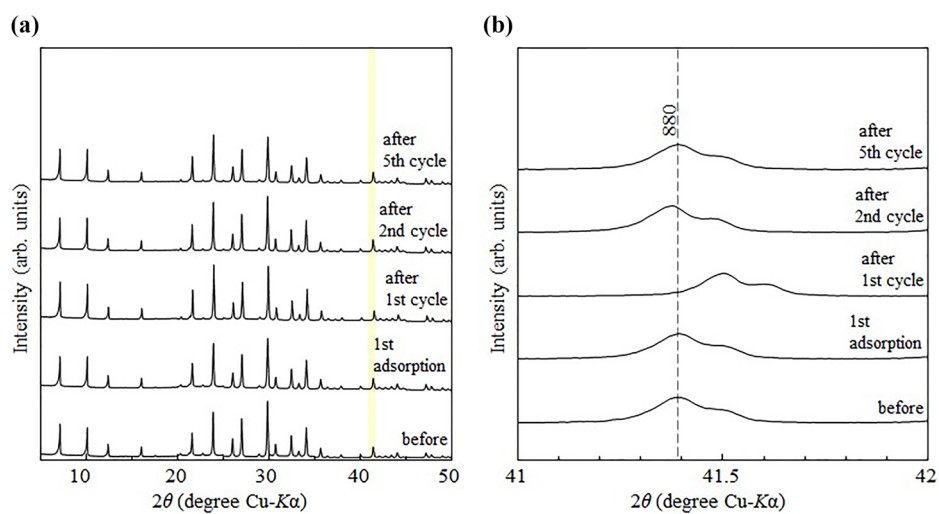 (a)
Intensity (arb. units)
after
5th cycle
after
2nd cycle
after
1st cycle
1st
adsorption
before
10 20 30 40 50
2θ (degree Cu-Kα)
(b)
Intensity (arb. units)
880
after
5th cycle
after
2nd cycle
after
1st cycle
1st
adsorption
before
41 41.5 42
2θ (degree Cu-Kα)